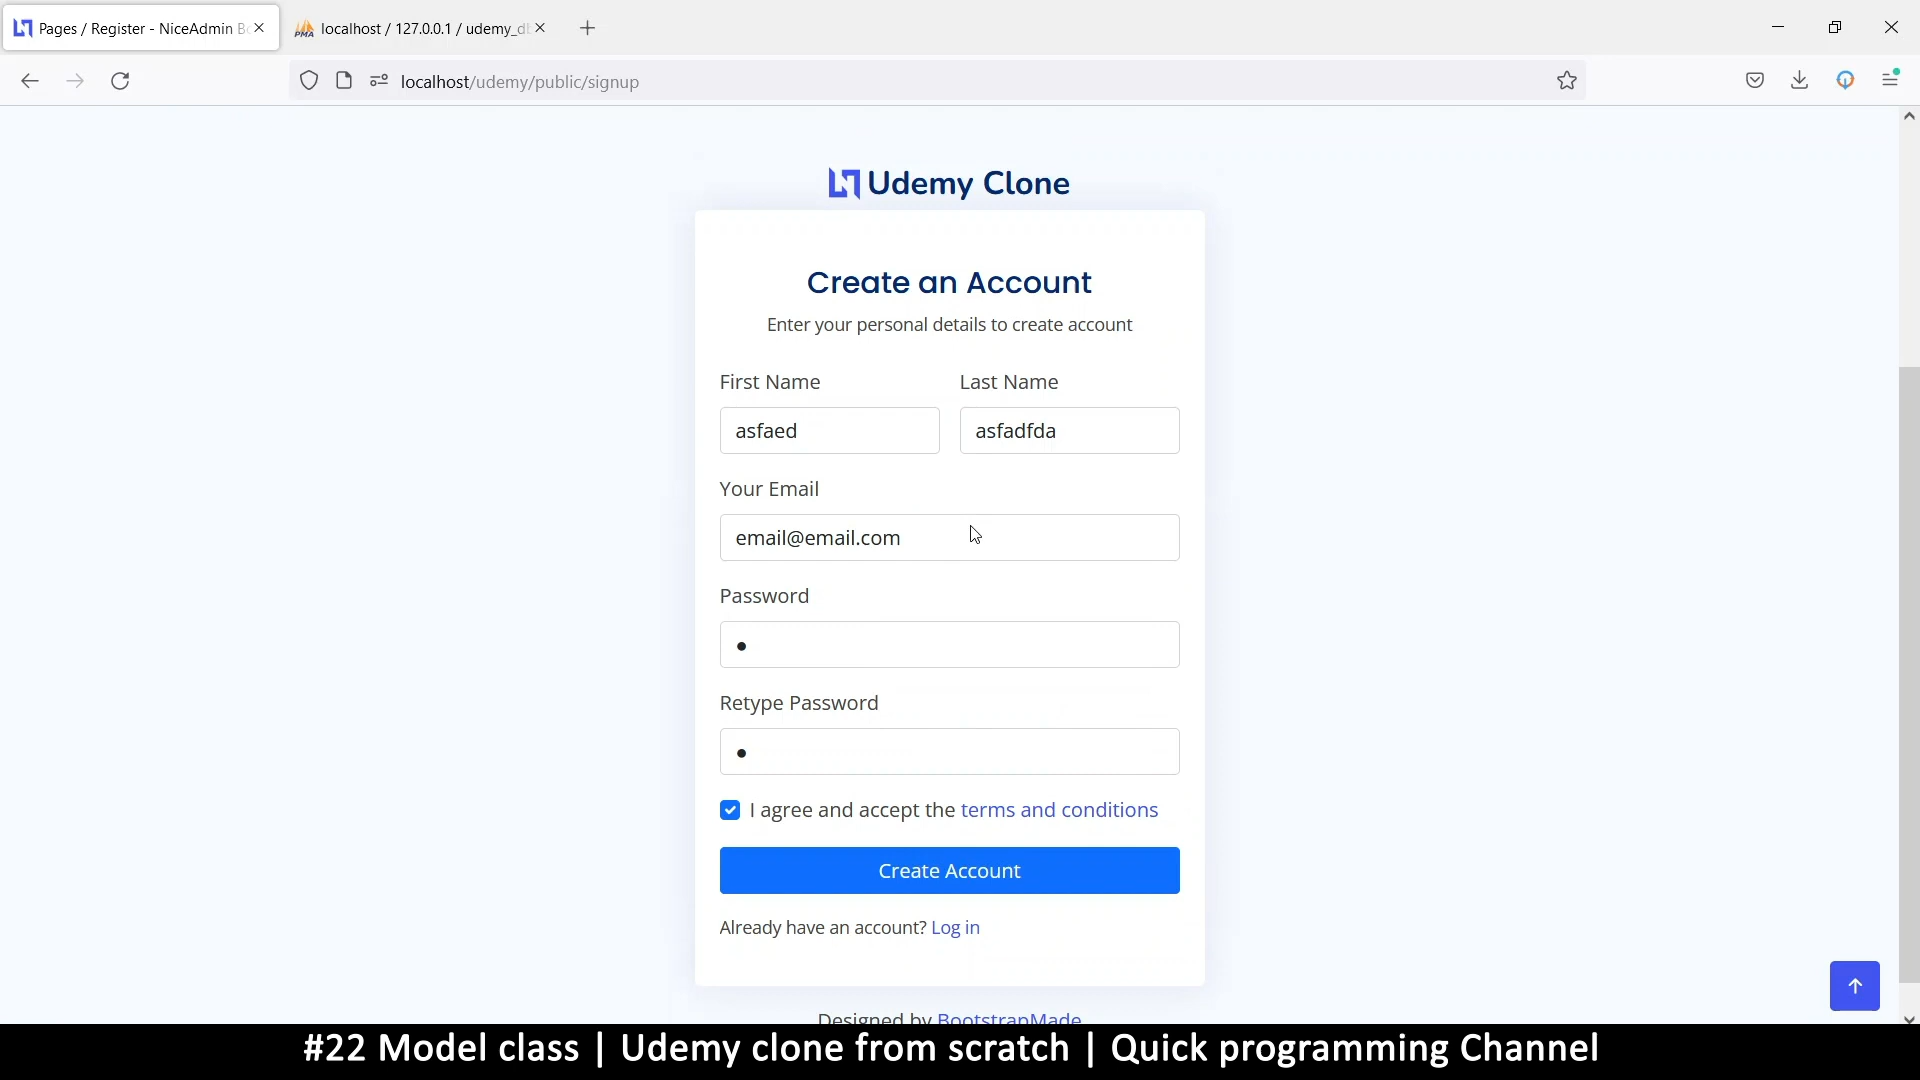 Pages / Register - NiceAdmin B
localhost / 127.0.0.1 / udemy_d
localhost/udemy/public/signup
Udemy Clone
Create an Account
Enter your personal details to create account
First Name
Last Name
asfaed
asfadfda
Your Email
email@email.com
Password
Retype Password
I agree and accept the terms and conditions
Create Account
Already have an account? Log in
Designed by BootstrapMade
#22 Model class | Udemy clone from scratch | Quick programming Channel